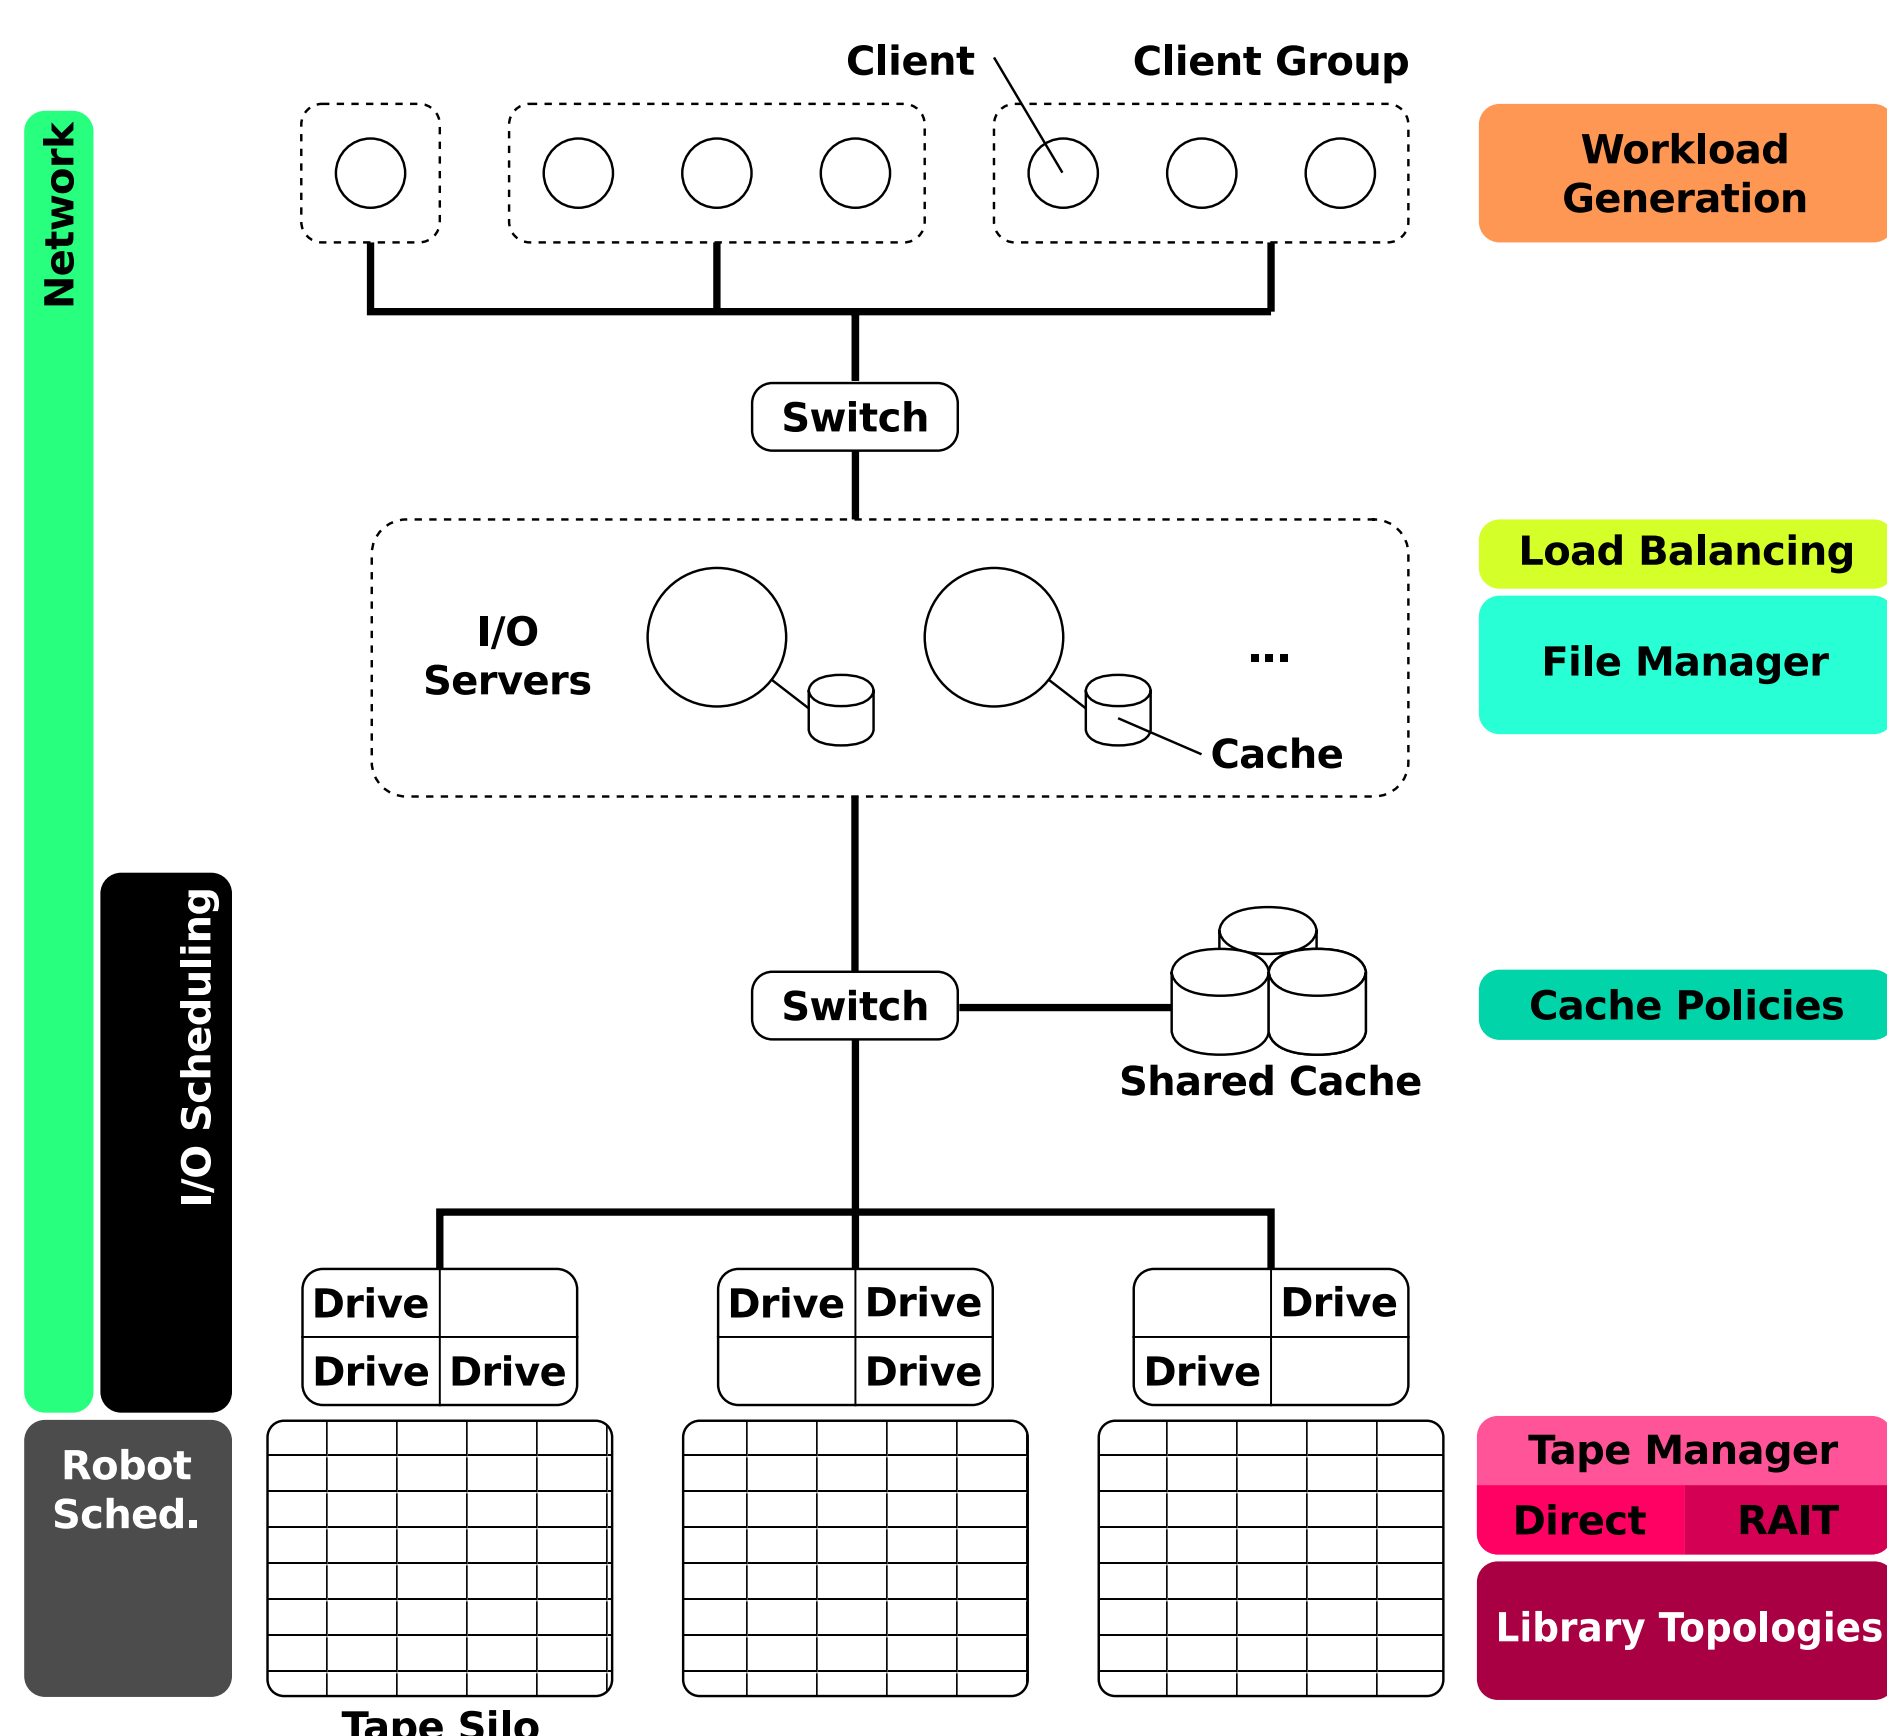 Client
Client Group
Network
Workload
Generation
Switch
Load Balancing
I/O
Servers
...
File Manager
Cache
I/O Scheduling
Switch
Cache Policies
Shared Cache
Drive
Drive Drive
Drive
Drive Drive
Drive
Drive
Robot
Sched.
Tape Manager
Direct
RAIT
Library Topologies
Tape Silo